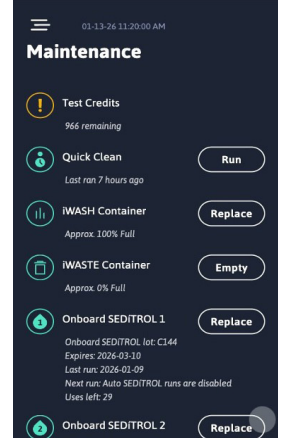 01-13-26 11:20:00 AM
Maintenance
!
Test Credits
966 remaining
Quick Clean
Run
Last ran 7 hours ago
iWASH Container
Replace
Approx. 100% Full
iWASTE Container
Empty
Approx. 0% Full
1
Onboard SEDiTROL 1
Replace
Onboard SEDiTROL lot: C144
Expires: 2026-03-10
Last run: 2026-01-09
Next run: Auto SEDiTROL runs are disabled
Uses left: 29
2
Onboard SEDiTROL 2
Replace